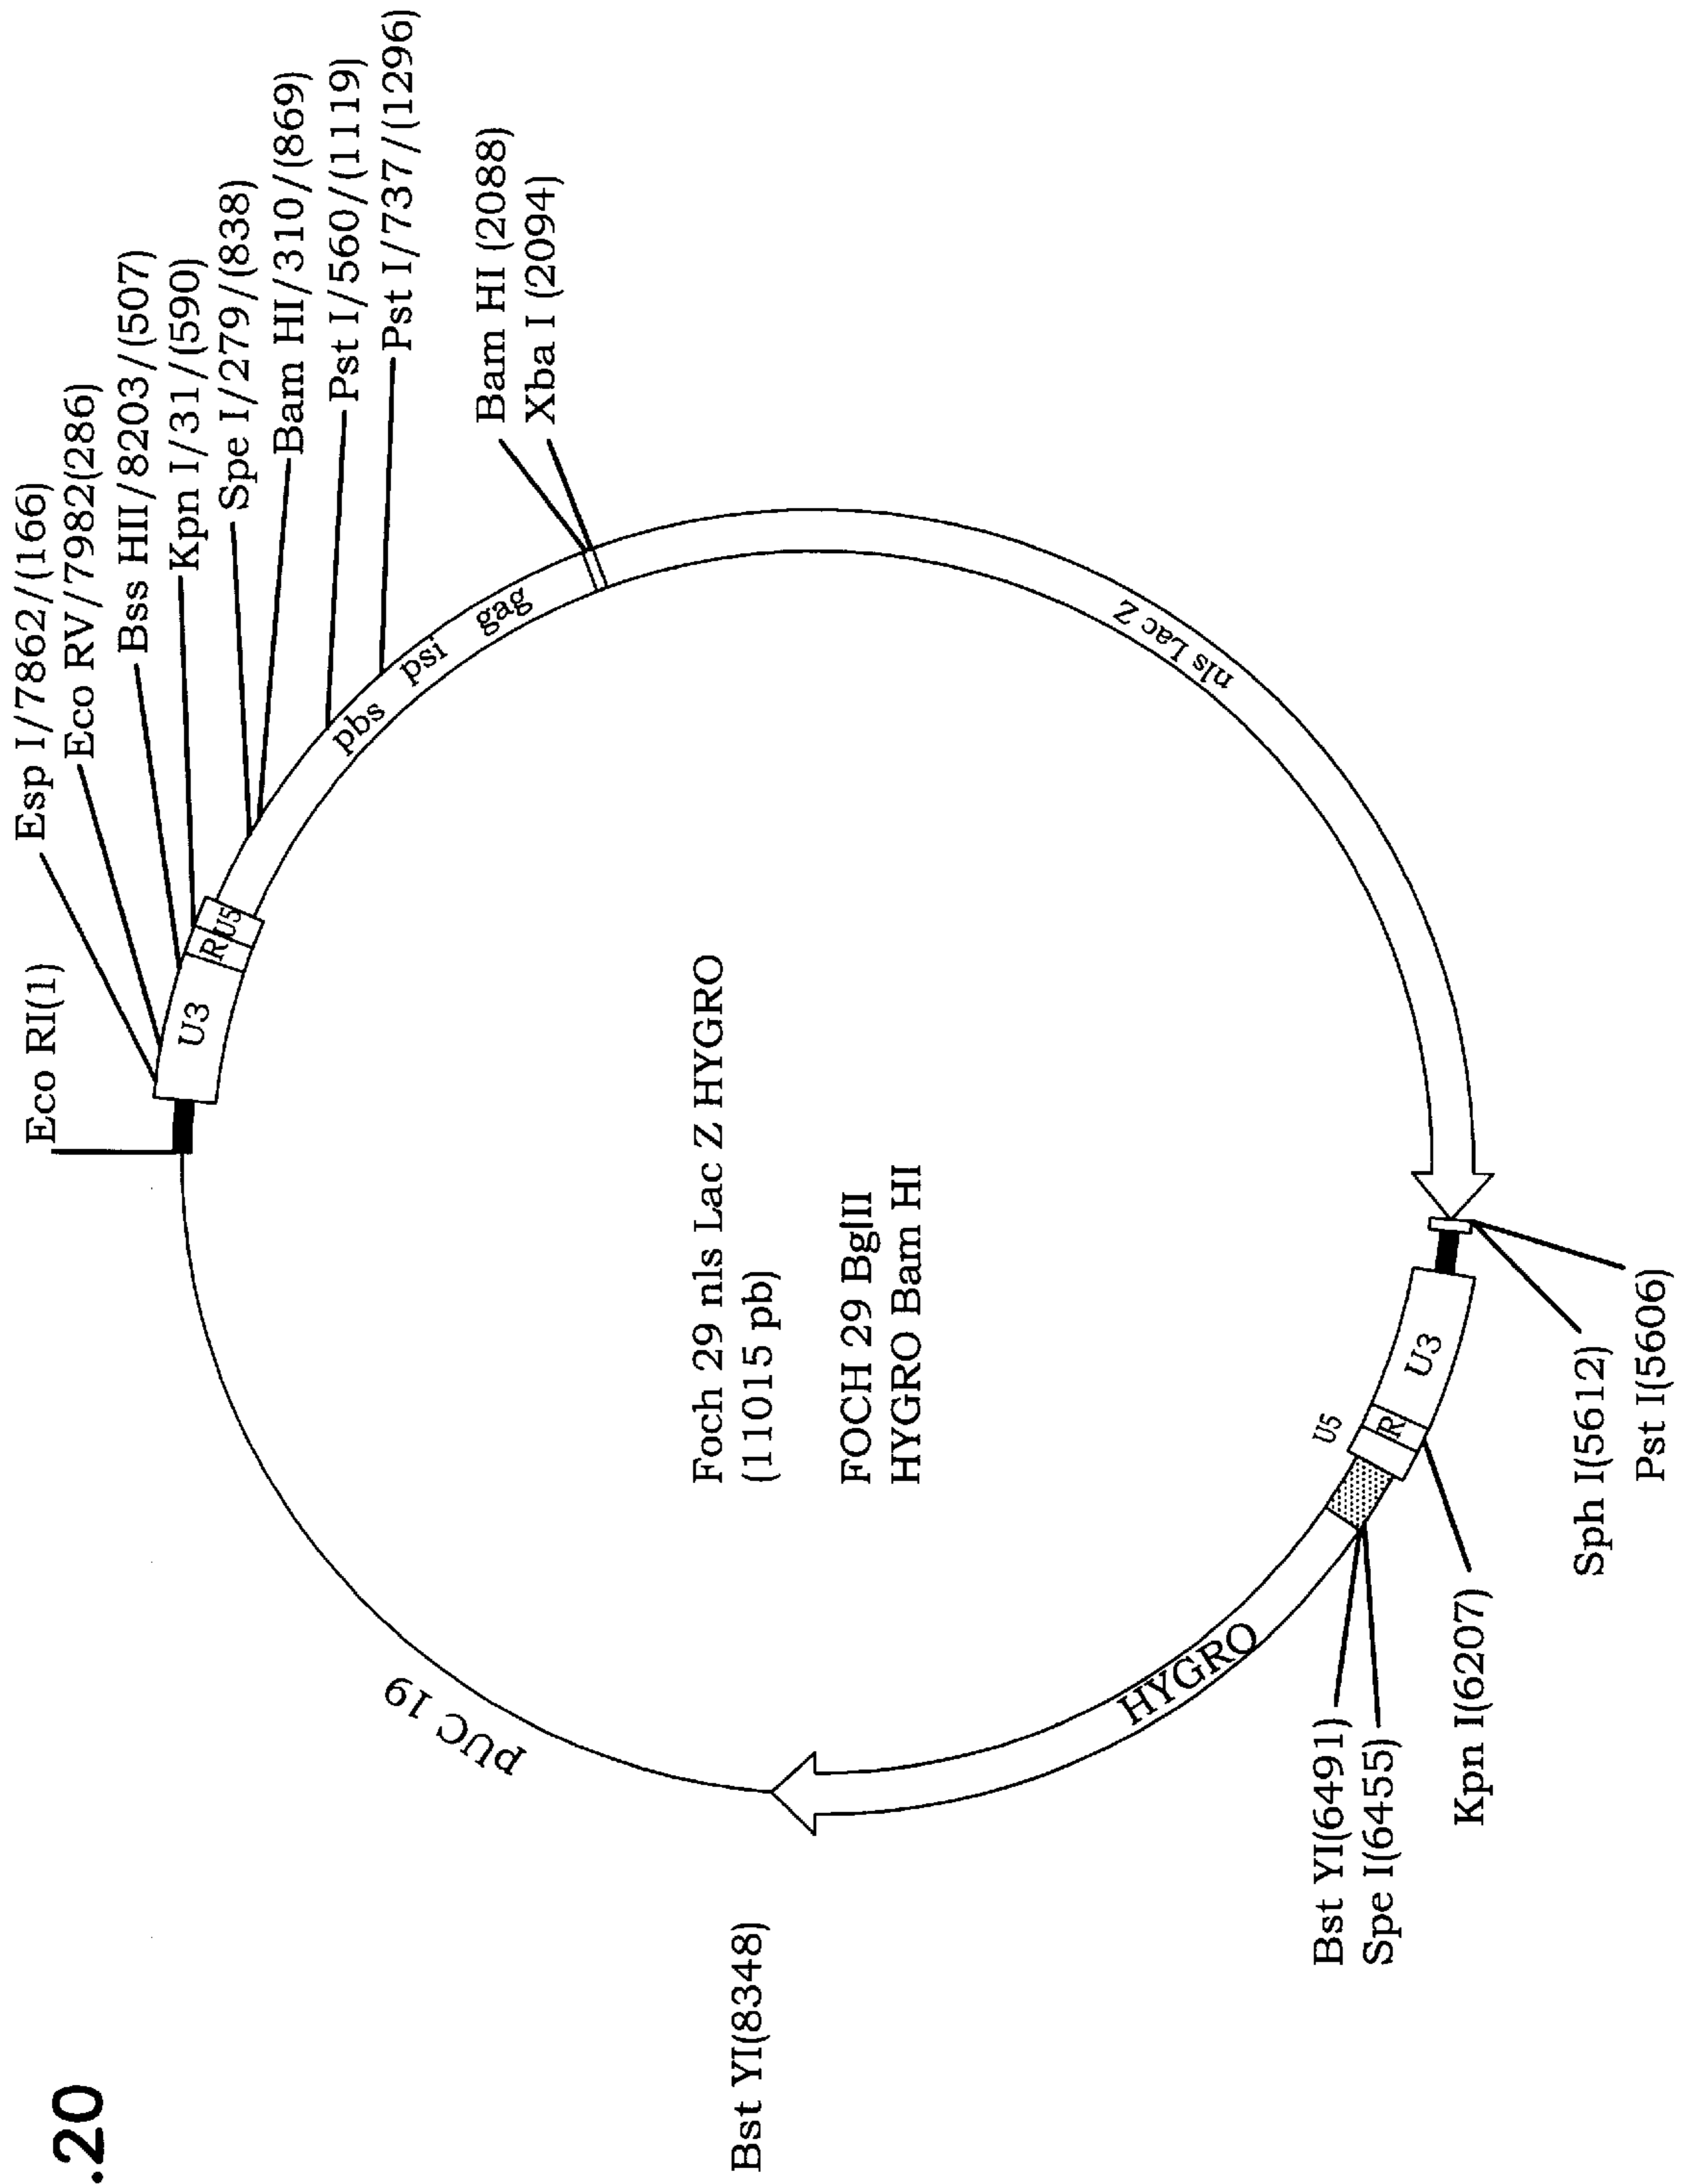 .20
Eco RI(1)
Esp I/7862/(166)
Eco RV/7982(286)
Bss HII/8203/(507)
Kpn I/31/(590)
Spe I/279/(838)
Bam HI/310/(869)
Pst I/560/(1119)
Pst I/737/(1296)
Bam HI (2088)
Xba I (2094)
U3
R
U5
pbs
psi
gag
nls Lac Z
Foch 29 nls Lac Z HYGRO
(11015 pb)
FOCH 29 BglII
HYGRO Bam HI
pUC 19
HYGRO
U5
R
U3
Bst YI(8348)
Bst YI(6491)
Spe I(6455)
Kpn I(6207)
Sph I(5612)
Pst I(5606)